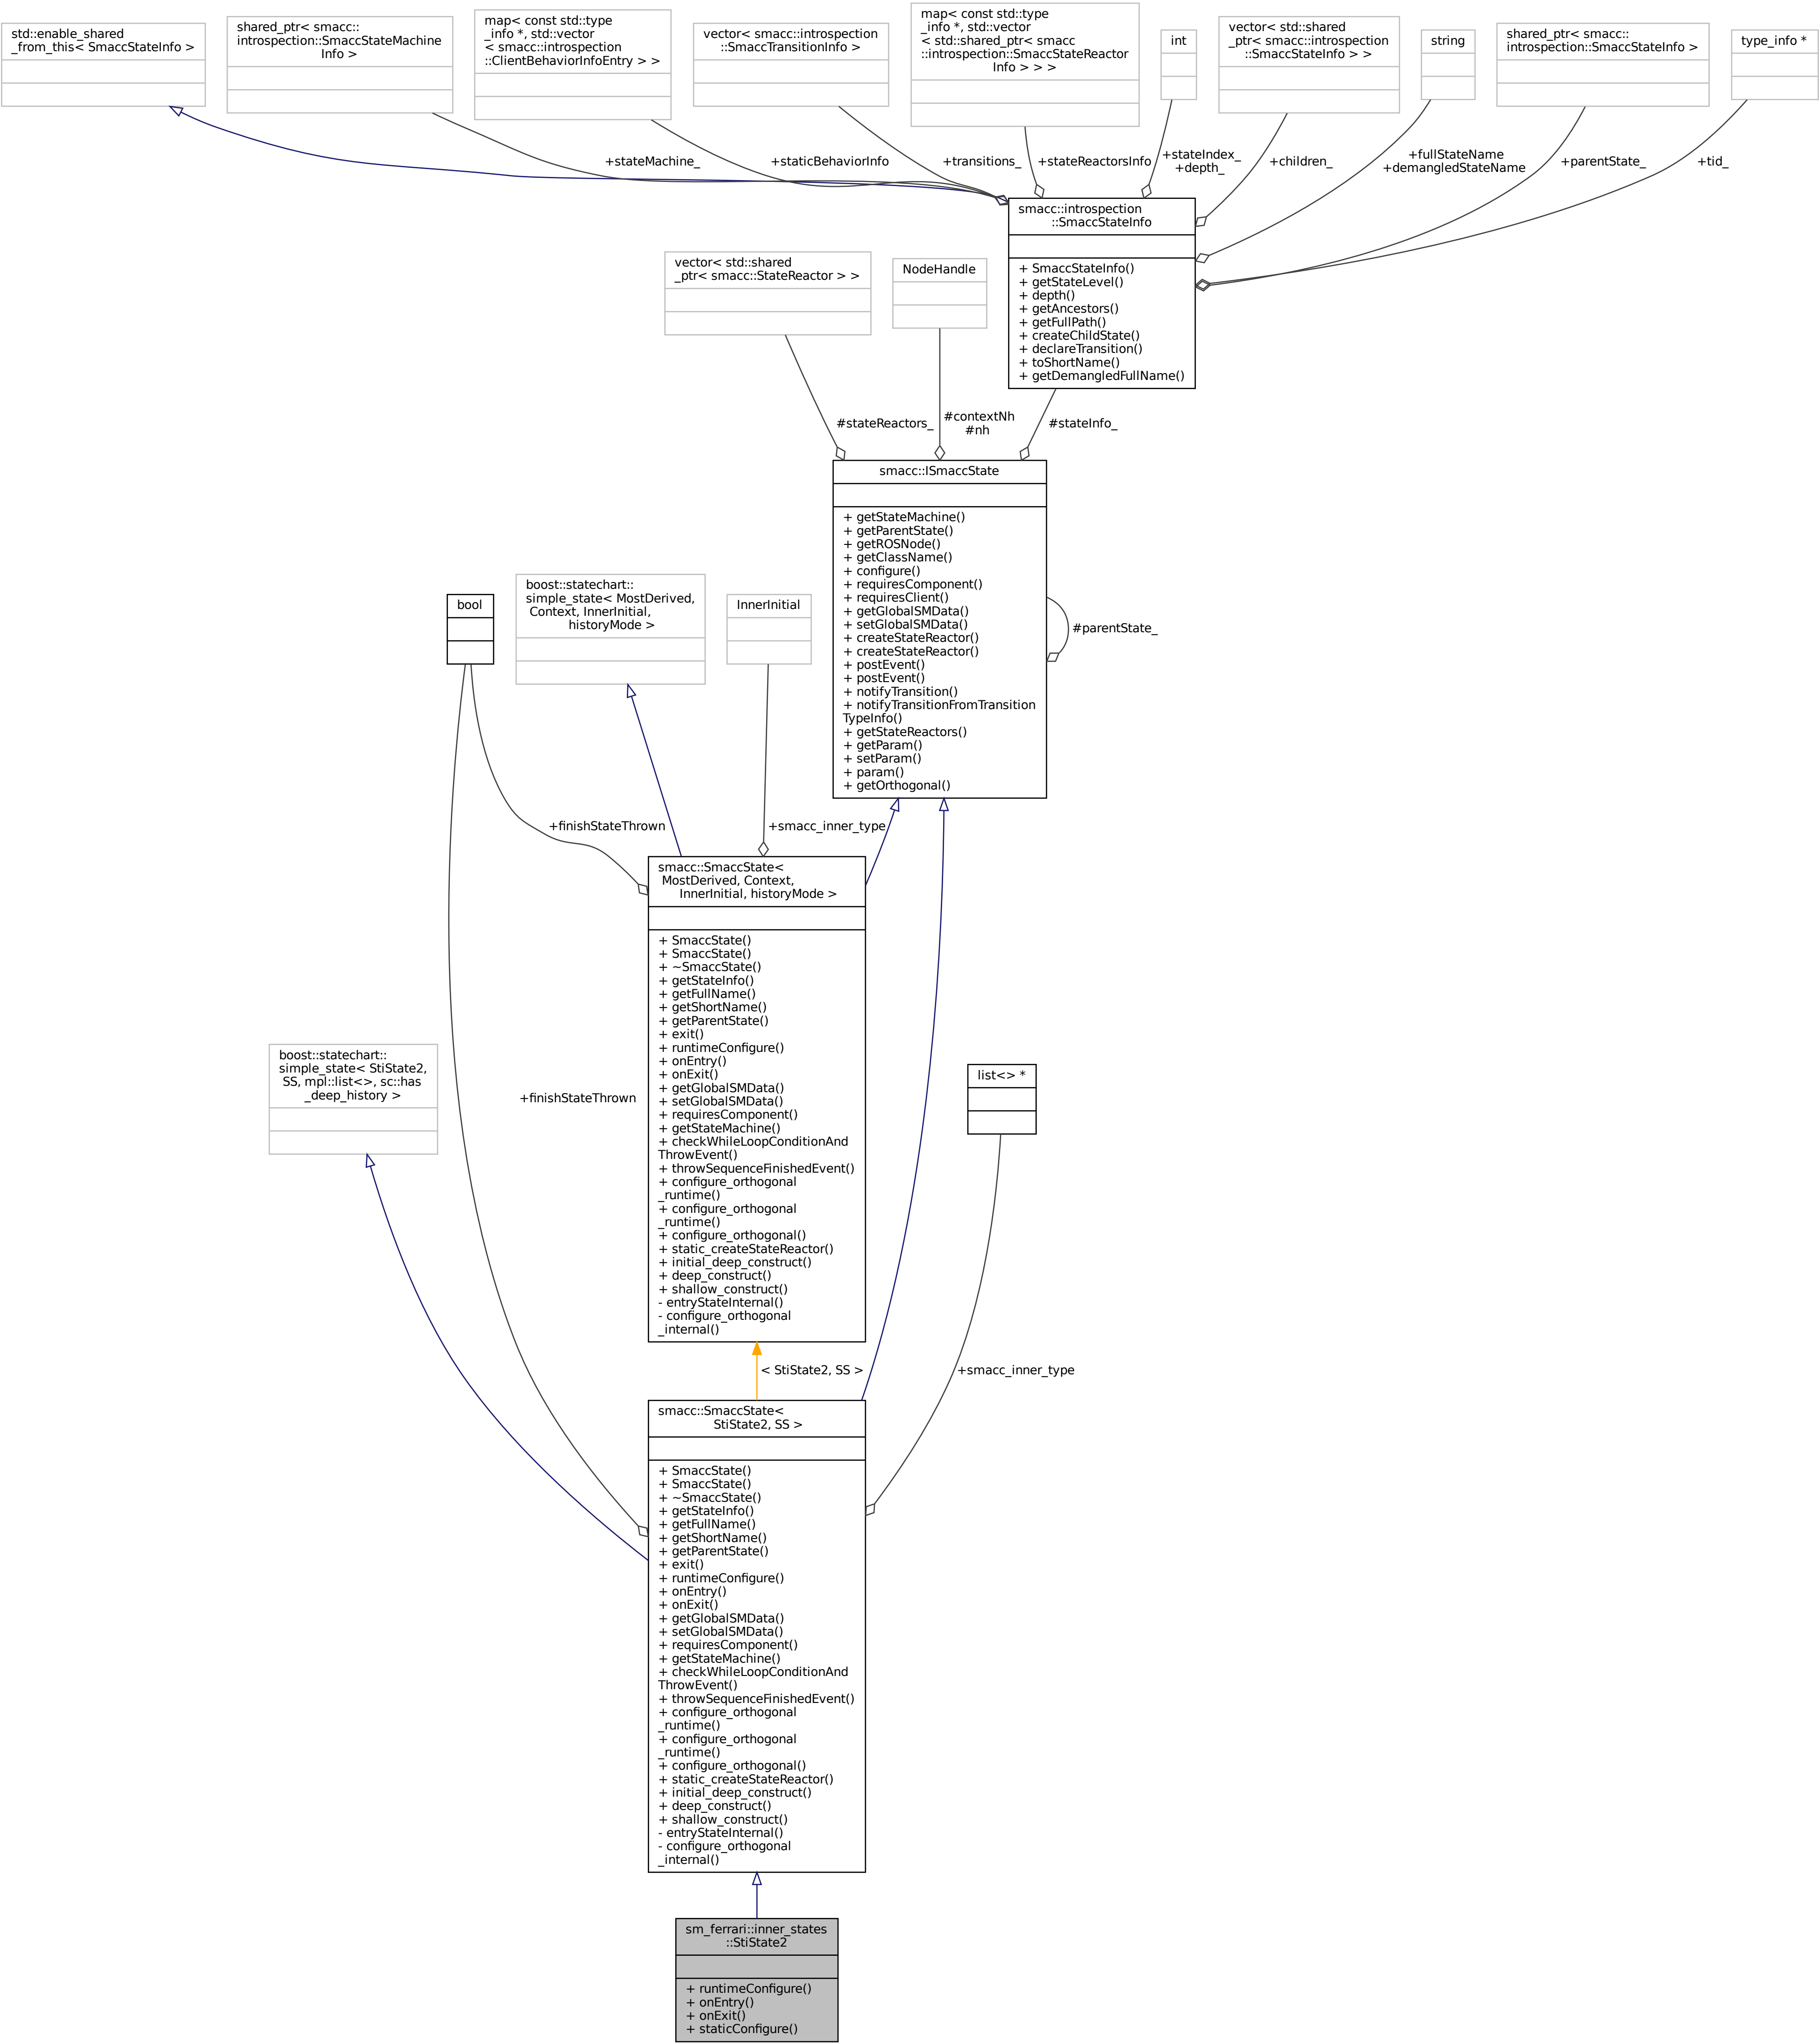 std::enable_shared
_from_this< SmaccStateInfo >
shared_ptr< smacc::
introspection::SmaccStateMachine
Info >
map< const std::type
_info *, std::vector
< smacc::introspection
::ClientBehaviorInfoEntry > >
vector< smacc::introspection
::SmaccTransitionInfo >
map< const std::type
_info *, std::vector
< std::shared_ptr< smacc
::introspection::SmaccStateReactor
Info > > >
int
vector< std::shared
_ptr< smacc::introspection
::SmaccStateInfo > >
string
shared_ptr< smacc::
introspection::SmaccStateInfo >
type_info *
+stateMachine_
+staticBehaviorInfo
+transitions_
+stateReactorsInfo
+stateIndex_
+depth_
+children_
+fullStateName
+demangledStateName
+parentState_
+tid_
smacc::introspection
::SmaccStateInfo
+ SmaccStateInfo()
+ getStateLevel()
+ depth()
+ getAncestors()
+ getFullPath()
+ createChildState()
+ declareTransition()
+ toShortName()
+ getDemangledFullName()
vector< std::shared
_ptr< smacc::StateReactor > >
NodeHandle
#stateReactors_
#contextNh
#nh
#stateInfo_
smacc::ISmaccState
+ getStateMachine()
+ getParentState()
+ getROSNode()
+ getClassName()
+ configure()
+ requiresComponent()
+ requiresClient()
+ getGlobalSMData()
+ setGlobalSMData()
+ createStateReactor()
+ createStateReactor()
+ postEvent()
+ postEvent()
+ notifyTransition()
+ notifyTransitionFromTransition
TypeInfo()
+ getStateReactors()
+ getParam()
+ setParam()
+ param()
+ getOrthogonal()
#parentState_
bool
boost::statechart::
simple_state< MostDerived,
Context, InnerInitial,
historyMode >
InnerInitial
+finishStateThrown
+smacc_inner_type
smacc::SmaccState<
MostDerived, Context,
InnerInitial, historyMode >
+ SmaccState()
+ SmaccState()
+ ~SmaccState()
+ getStateInfo()
+ getFullName()
+ getShortName()
+ getParentState()
+ exit()
+ runtimeConfigure()
+ onEntry()
+ onExit()
+ getGlobalSMData()
+ setGlobalSMData()
+ requiresComponent()
+ getStateMachine()
+ checkWhileLoopConditionAnd
ThrowEvent()
+ throwSequenceFinishedEvent()
+ configure_orthogonal
_runtime()
+ configure_orthogonal
_runtime()
+ configure_orthogonal()
+ static_createStateReactor()
+ initial_deep_construct()
+ deep_construct()
+ shallow_construct()
- entryStateInternal()
- configure_orthogonal
_internal()
boost::statechart::
simple_state< StiState2,
SS, mpl::list<>, sc::has
_deep_history >
+finishStateThrown
list<> *
< StiState2, SS >
+smacc_inner_type
smacc::SmaccState<
StiState2, SS >
+ SmaccState()
+ SmaccState()
+ ~SmaccState()
+ getStateInfo()
+ getFullName()
+ getShortName()
+ getParentState()
+ exit()
+ runtimeConfigure()
+ onEntry()
+ onExit()
+ getGlobalSMData()
+ setGlobalSMData()
+ requiresComponent()
+ getStateMachine()
+ checkWhileLoopConditionAnd
ThrowEvent()
+ throwSequenceFinishedEvent()
+ configure_orthogonal
_runtime()
+ configure_orthogonal
_runtime()
+ configure_orthogonal()
+ static_createStateReactor()
+ initial_deep_construct()
+ deep_construct()
+ shallow_construct()
- entryStateInternal()
- configure_orthogonal
_internal()
sm_ferrari::inner_states
::StiState2
+ runtimeConfigure()
+ onEntry()
+ onExit()
+ staticConfigure()